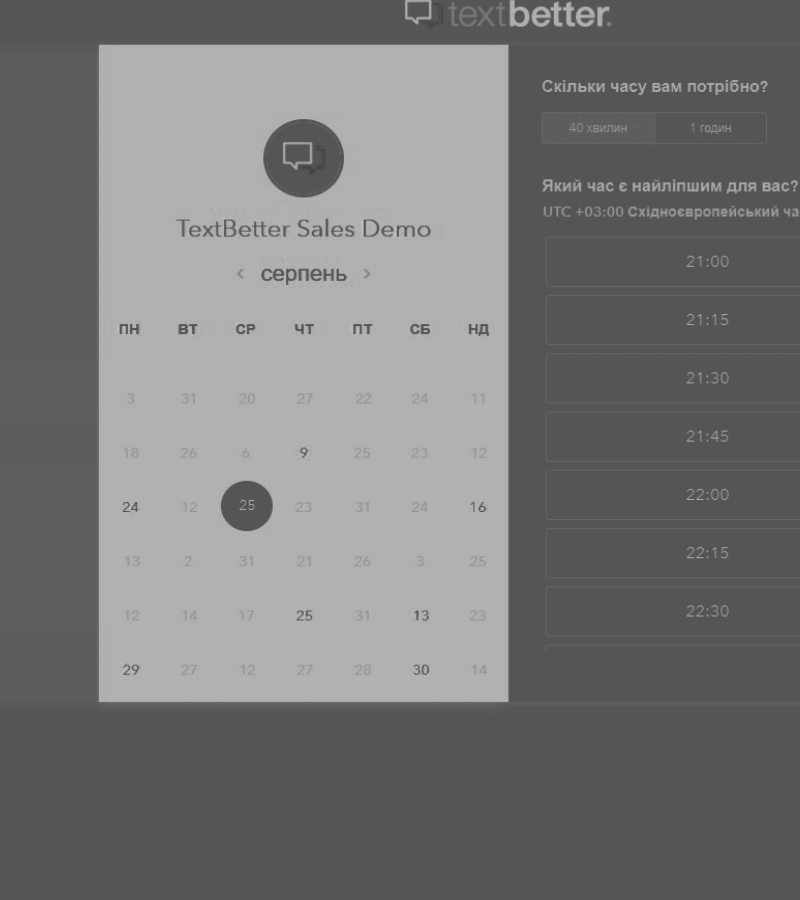 textbetter.
TextBetter Sales Demo
< серпень >
ПН ВТ СР ЧТ ПТ СБ НД
3 31 20 27 22 24 11
18 26 6 9 25 23 12
24 12 25 23 31 24 16
13 2 31 21 26 3 25
12 14 17 25 31 13 23
29 27 12 27 28 30 14
Скільки часу вам потрібно?
40 хвилин 1 годин
Який час є найліпшим для вас?
UTC +03:00 Східноєвропейський ча
21:00
21:15
21:30
21:45
22:00
22:15
22:30